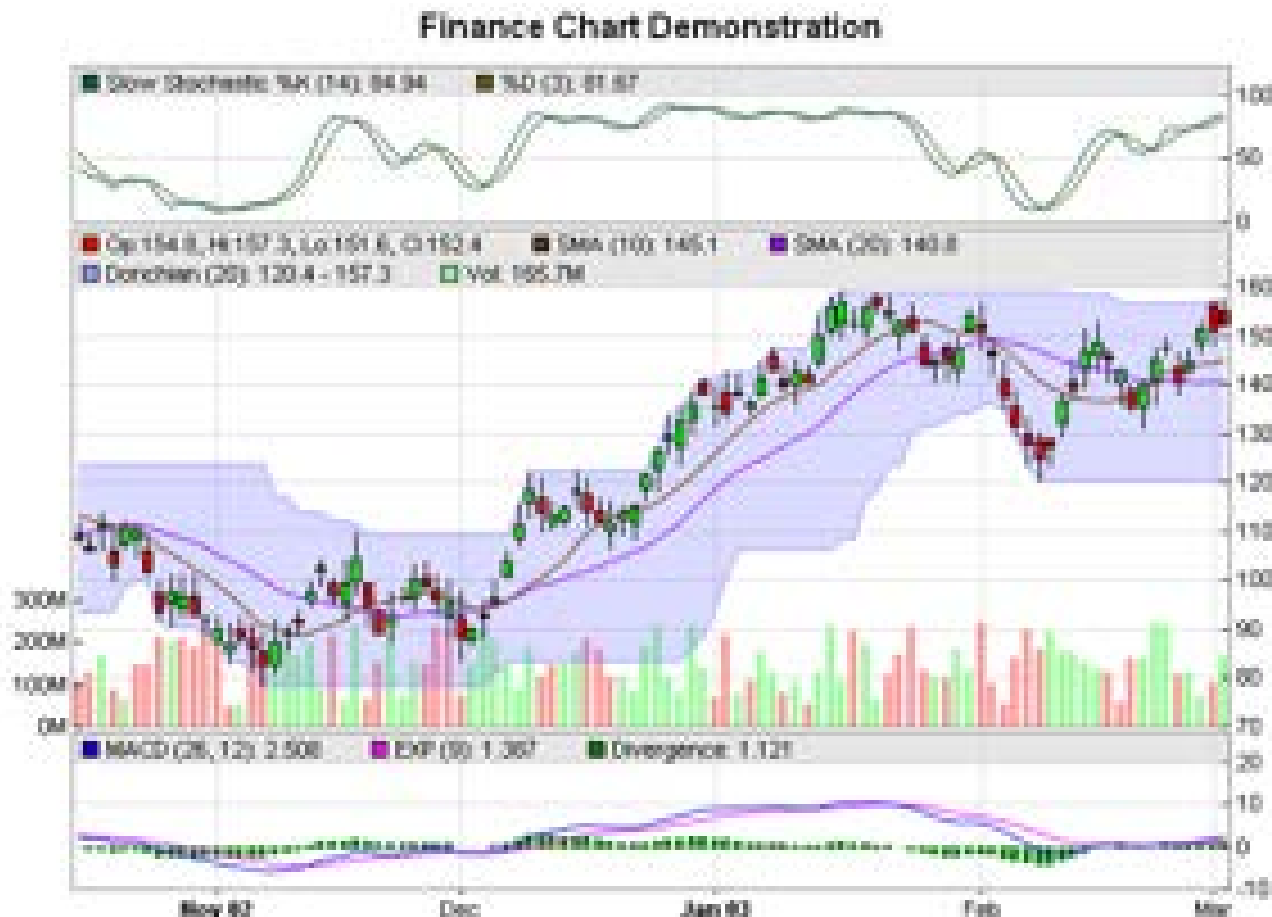 Finance Chart Demonstration
Slow Stochastic %K (14): 84.94 %D (3): 81.67
100
50
0
Op:154.8, Hi:157.3, Lo:151.6, Cl:152.4 SMA (10): 145.1 SMA (20): 140.8
Donchian (20): 120.4 - 157.3 Vol: 165.7M
160
150
140
130
120
110
100
90
80
70
300M
200M
100M
0M
MACD (26, 12): 2.508 EXP (9): 1.387 Divergence: 1.121
20
10
0
-10
Nov 02 Dec Jan 03 Feb Mar